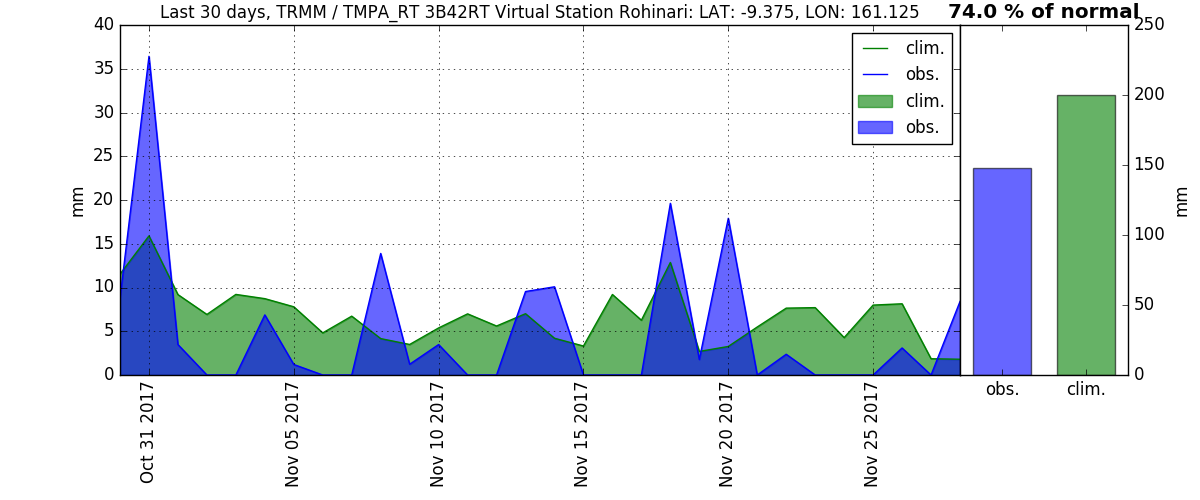 Last 30 days, TRMM / TMPA_RT 3B42RT Virtual Station Rohinari: LAT: -9.375, LON: 161.125
74.0 % of normal
40
35
30
25
20
15
10
5
0
mm
clim.
obs.
clim.
obs.
250
200
150
100
50
0
mm
Oct 31 2017
Nov 05 2017
Nov 10 2017
Nov 15 2017
Nov 20 2017
Nov 25 2017
obs.
clim.